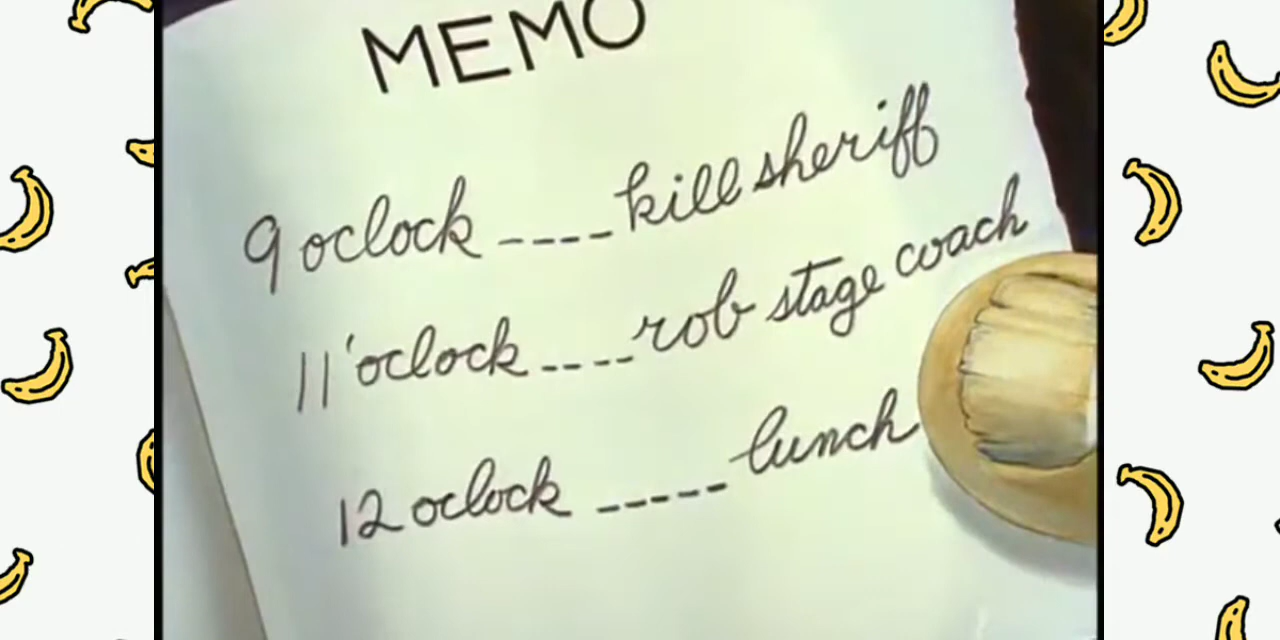 MEMO
9 oclock ---- kill sheriff
11 'oclock ---- rob stage coach
12 oclock ----- lunch